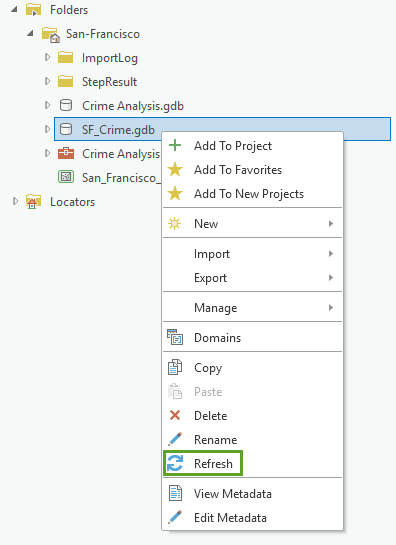 Folders
San-Francisco
ImportLog
StepResult
Crime Analysis.gdb
SF_Crime.gdb
Crime Analysis
San_Francisco_
Locators
Add To Project
Add To Favorites
Add To New Projects
New
Import
Export
Manage
Domains
Copy
Paste
Delete
Rename
Refresh
View Metadata
Edit Metadata